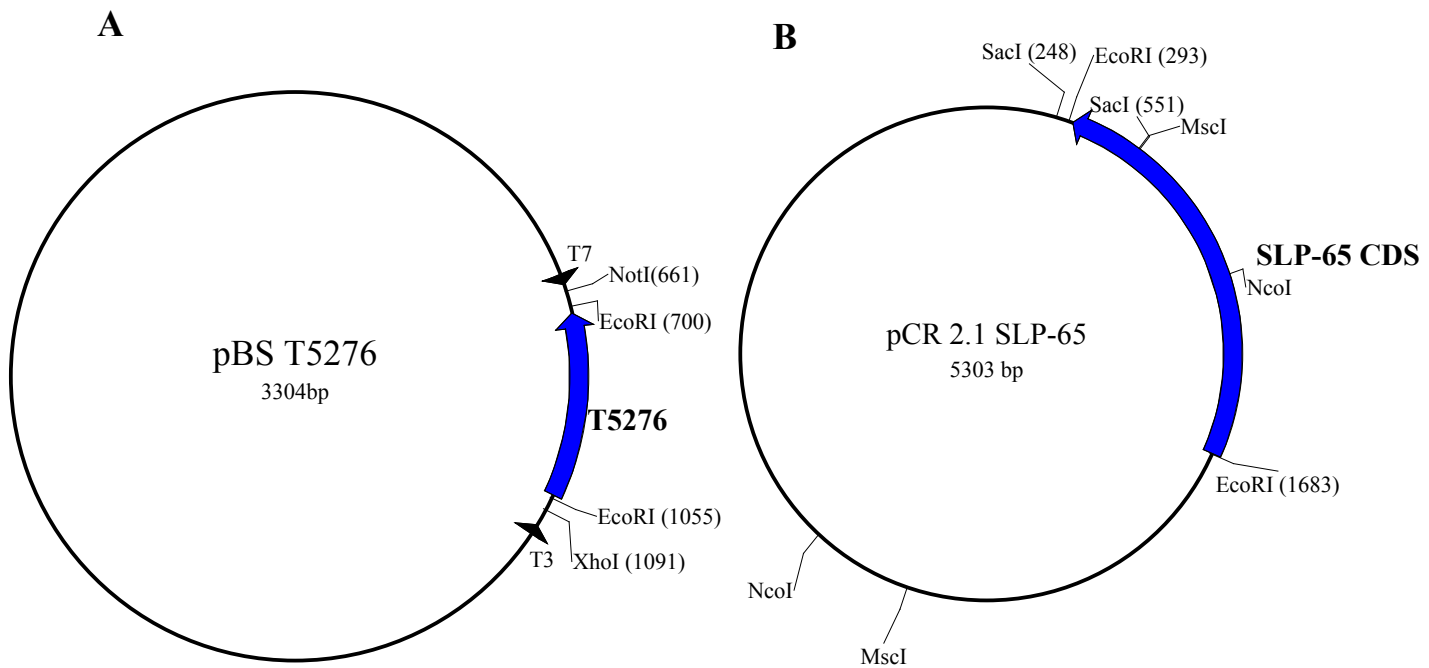 A
T7
NotI(661)
EcoRI (700)
pBS T5276
3304bp
T5276
EcoRI (1055)
T3
XhoI (1091)
B
SacI (248)
EcoRI (293)
SacI (551)
MscI
SLP-65 CDS
NcoI
pCR 2.1 SLP-65
5303 bp
EcoRI (1683)
NcoI
MscI